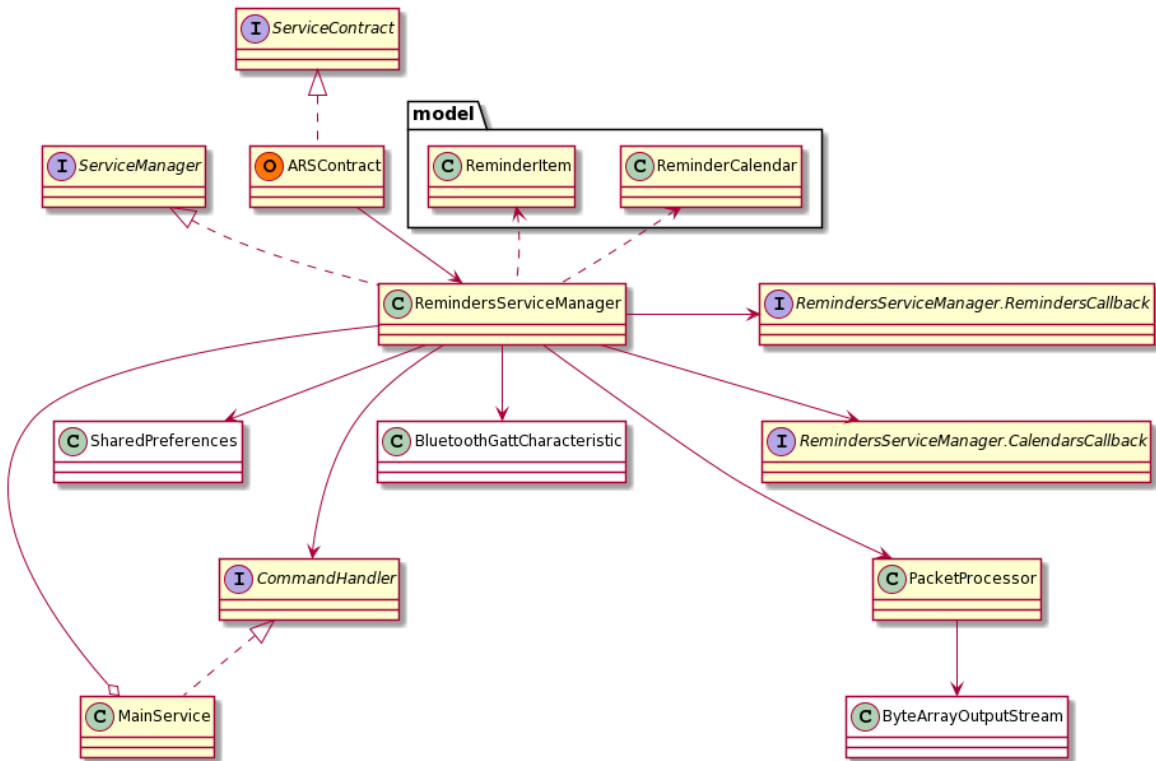 I ServiceContract
model
I ServiceManager
O ARSContract
C ReminderItem
C ReminderCalendar
C RemindersServiceManager
I RemindersServiceManager.RemindersCallback
C SharedPreferences
C BluetoothGattCharacteristic
I RemindersServiceManager.CalendarsCallback
I CommandHandler
C PacketProcessor
C MainService
C ByteArrayOutputStream